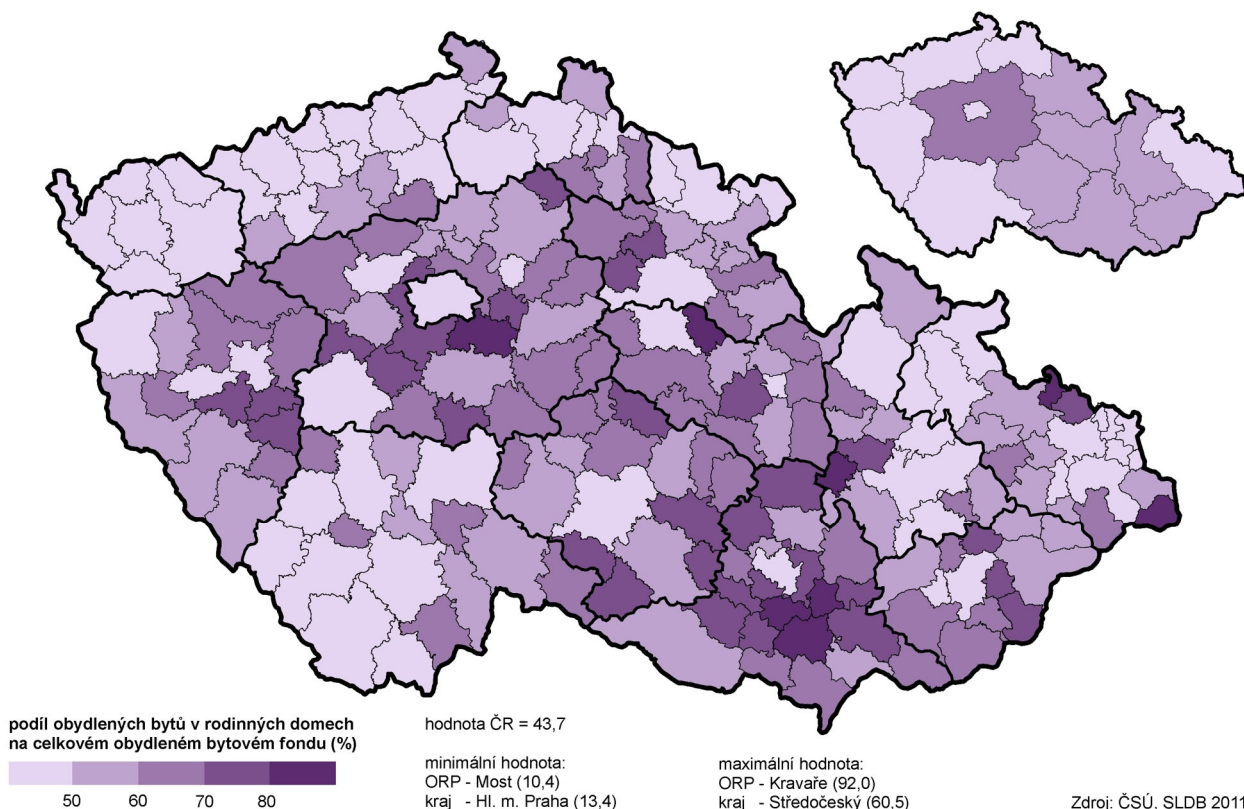 podíl obydlených bytů v rodinných domech
na celkovém obydleném bytovém fondu (%)
50 60 70 80
hodnota ČR = 43,7
minimální hodnota:
ORP - Most (10,4)
kraj - Hl. m. Praha (13,4)
maximální hodnota:
ORP - Kravaře (92,0)
kraj - Středočeský (60,5)
Zdroj: ČSÚ, SLDB 2011